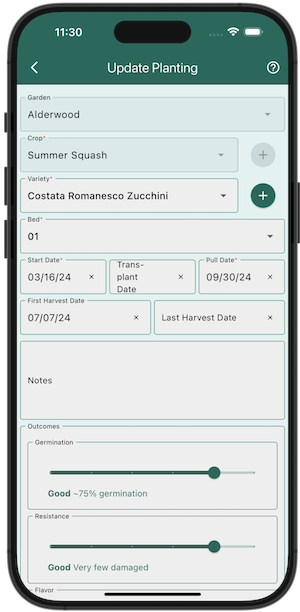 11:30
Update Planting
Garden
Alderwood
Crop*
Summer Squash
Variety*
Costata Romanesco Zucchini
Bed*
01
Start Date*
03/16/24
Trans-
plant
Date
Pull Date*
09/30/24
First Harvest Date
07/07/24
Last Harvest Date
Notes
Outcomes
Germination
Good ~75% germination
Resistance
Good Very few damaged
Flavor